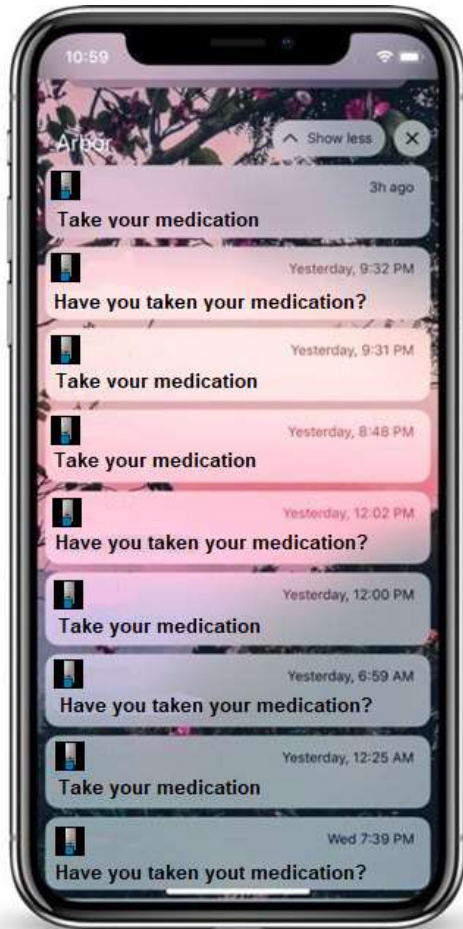 10:59
Arbor
Show less
3h ago
Take your medication
Yesterday, 9:32 PM
Have you taken your medication?
Yesterday, 9:31 PM
Take your medication
Yesterday, 8:48 PM
Take your medication
Yesterday, 12:02 PM
Have you taken your medication?
Yesterday, 12:00 PM
Take your medication
Yesterday, 6:59 AM
Have you taken your medication?
Yesterday, 12:25 AM
Take your medication
Wed 7:39 PM
Have you taken yout medication?